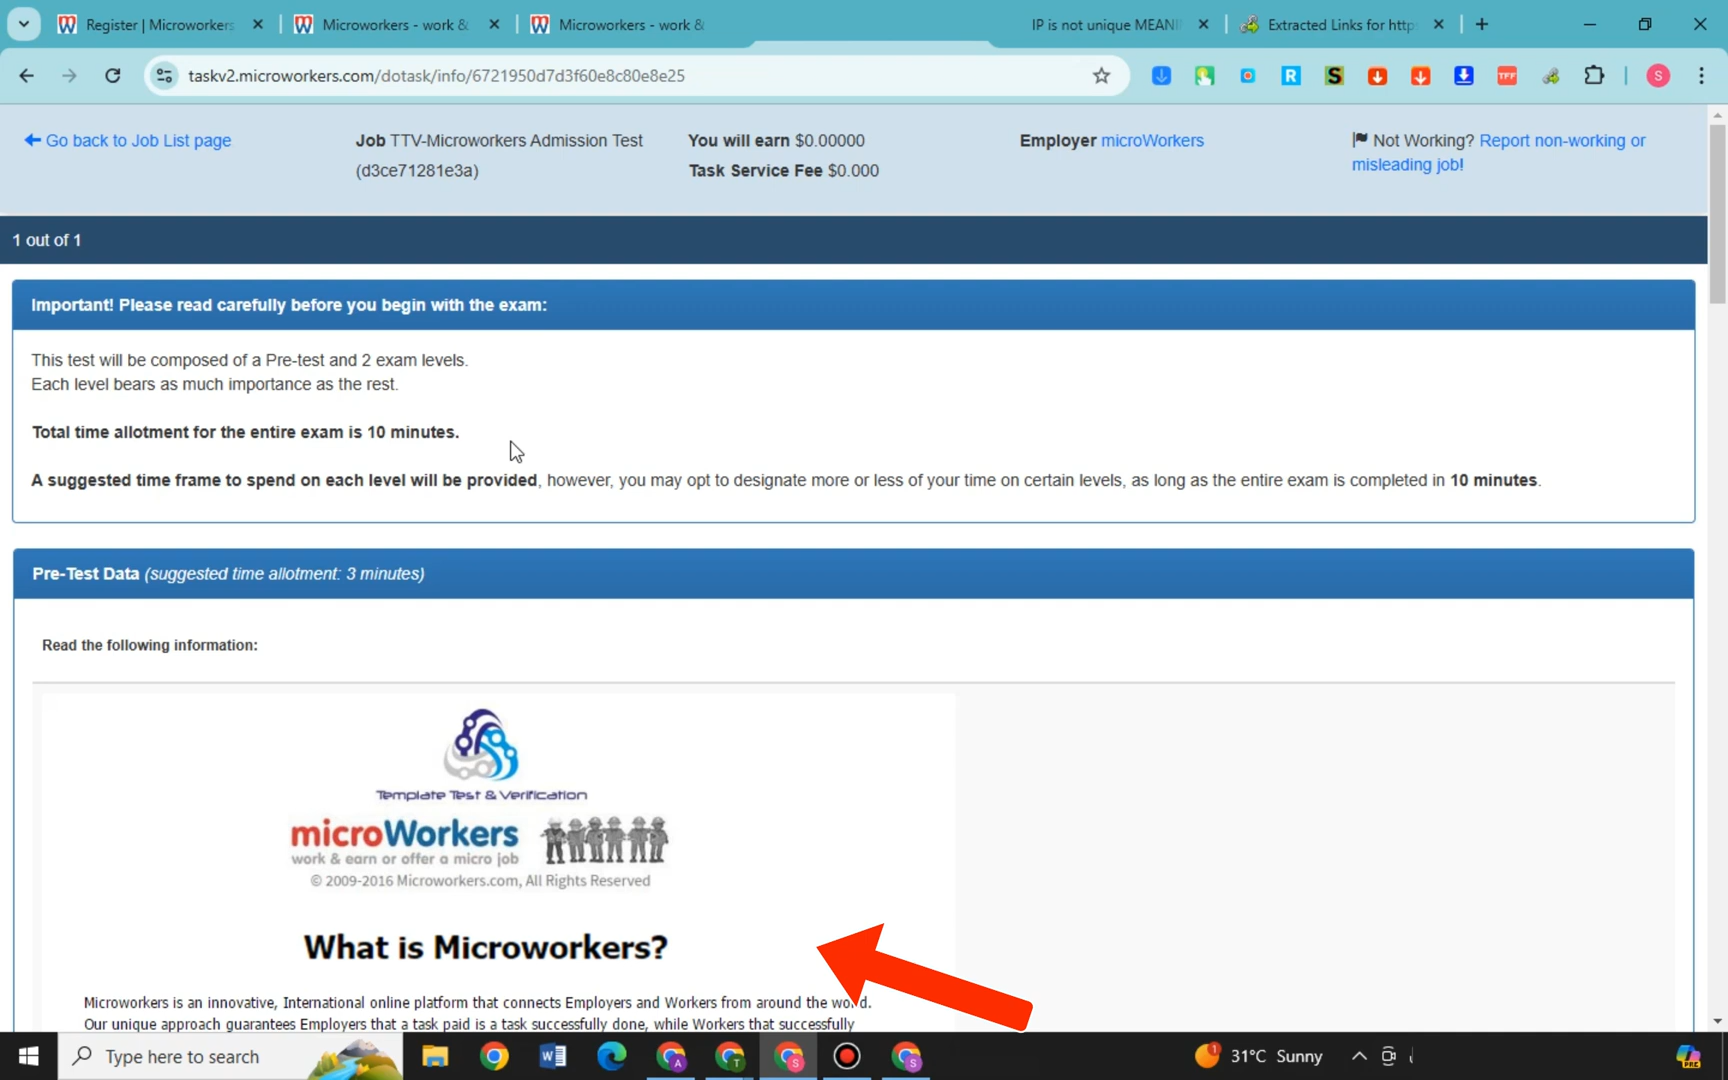 Register | Microworkers
Microworkers - work &
Microworkers - work &
IP is not unique MEANI
Extracted Links for http
taskv2.microworkers.com/dotask/info/6721950d7d3f60e8c80e8e25
Go back to Job List page
Job TTV-Microworkers Admission Test
(d3ce71281e3a)
You will earn $0.00000
Task Service Fee $0.000
Employer microWorkers
Not Working? Report non-working or
misleading job!
1 out of 1
Important! Please read carefully before you begin with the exam:
This test will be composed of a Pre-test and 2 exam levels.
Each level bears as much importance as the rest.
Total time allotment for the entire exam is 10 minutes.
A suggested time frame to spend on each level will be provided, however, you may opt to designate more or less of your time on certain levels, as long as the entire exam is completed in 10 minutes.
Pre-Test Data (suggested time allotment: 3 minutes)
Read the following information:
Template Test & Verification
microWorkers
work & earn or offer a micro job
© 2009-2016 Microworkers.com, All Rights Reserved
What is Microworkers?
Microworkers is an innovative, International online platform that connects Employers and Workers from around the world.
Our unique approach guarantees Employers that a task paid is a task successfully done, while Workers that successfully
Type here to search
31°C Sunny